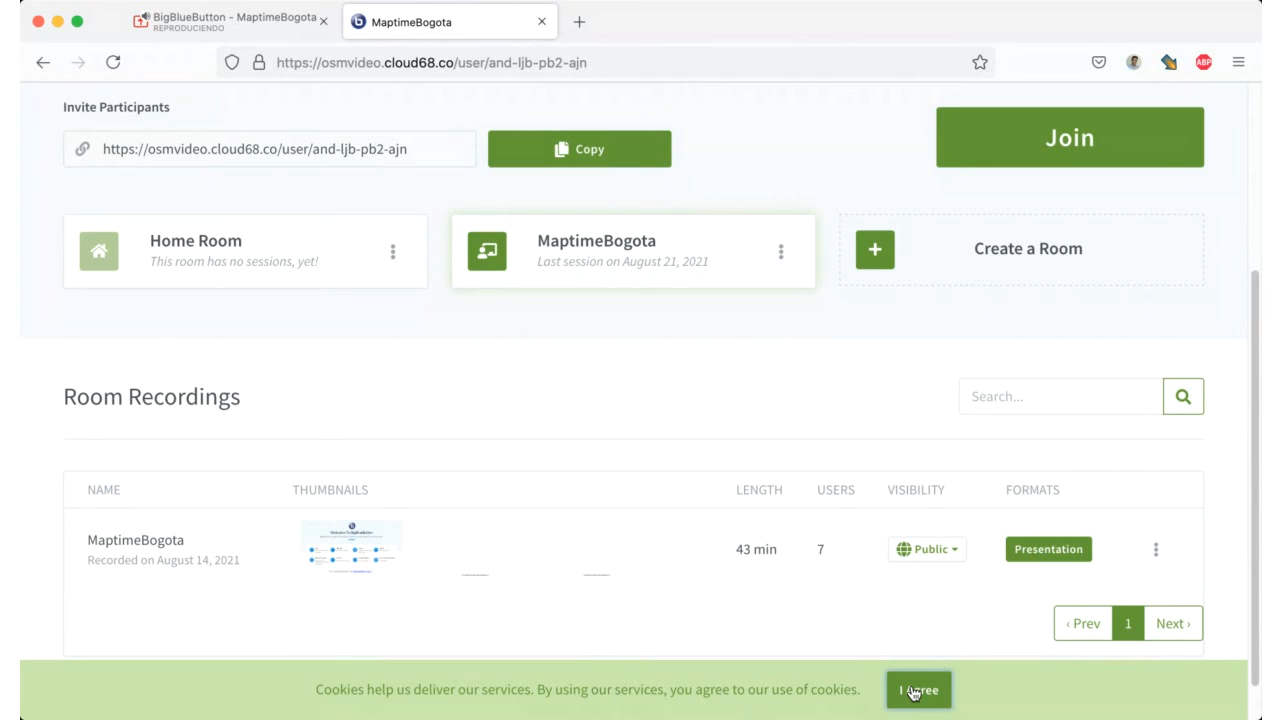 BigBlueButton - MaptimeBogota
REPRODUCIENDO
MaptimeBogota
https://osmvideo.cloud68.co/user/and-ljb-pb2-ajn
ABP
Invite Participants
https://osmvideo.cloud68.co/user/and-ljb-pb2-ajn
Copy
Join
Home Room
This room has no sessions, yet!
MaptimeBogota
Last session on August 21, 2021
Create a Room
Room Recordings
Search...
NAME THUMBNAILS LENGTH USERS VISIBILITY FORMATS
MaptimeBogota
Recorded on August 14, 2021
43 min 7 Public Presentation
‹ Prev 1 Next ›
Cookies help us deliver our services. By using our services, you agree to our use of cookies.
I Agree